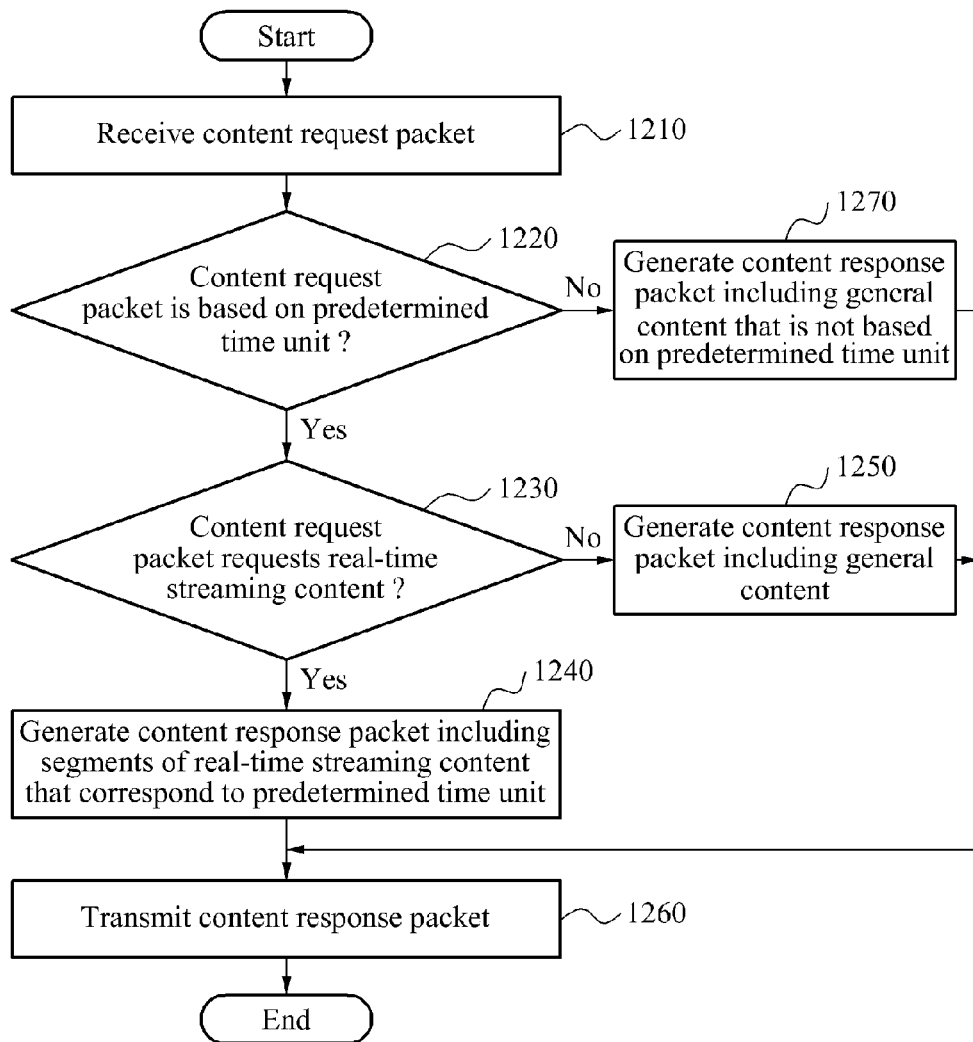 Start
Receive content request packet
1210
1220
Content request
packet is based on predetermined
time unit ?
No
1270
Generate content response
packet including general
content that is not based
on predetermined time unit
Yes
1230
Content request
packet requests real-time
streaming content ?
No
1250
Generate content response
packet including general
content
Yes
1240
Generate content response packet including
segments of real-time streaming content
that correspond to predetermined time unit
Transmit content response packet
1260
End